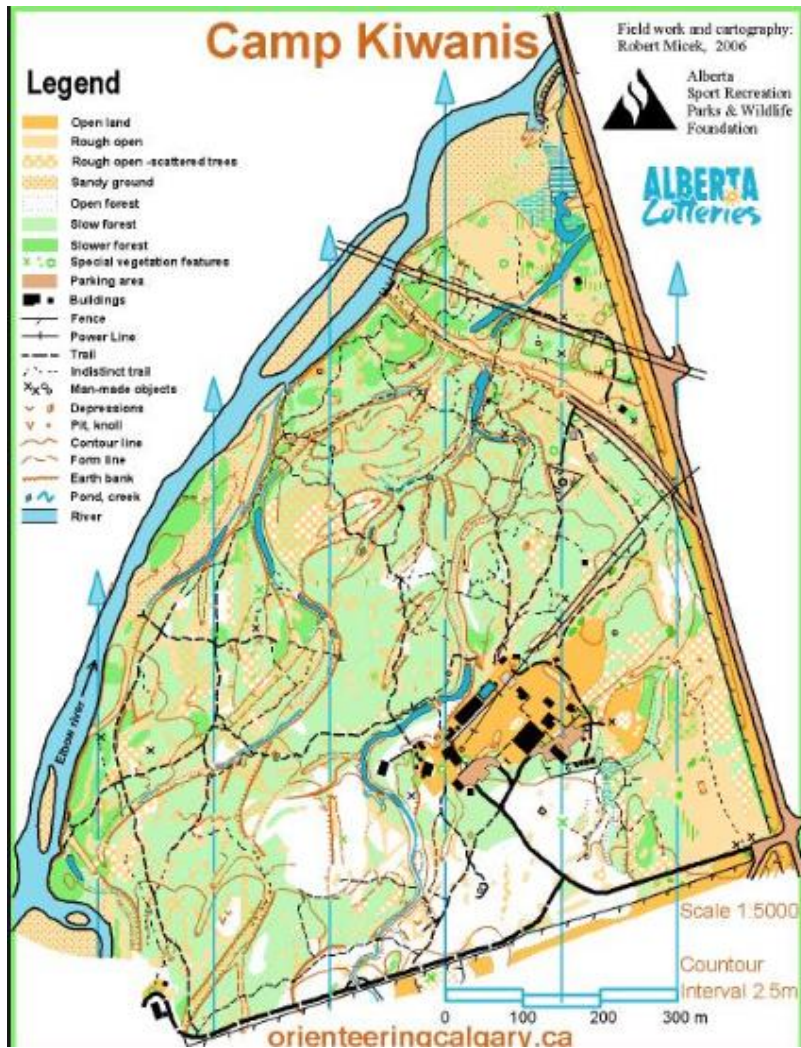 Camp Kiwanis
Field work and cartography:
Robert Micek, 2006
Alberta
Sport Recreation
Parks & Wildlife
Foundation
ALBERTA
Lotteries
Legend
Open land
Rough open
Rough open -scattered trees
Sandy ground
Open forest
Slow forest
Slower forest
Special vegetation features
Parking area
Buildings
Fence
Power Line
Trail
Indistinct trail
Man-made objects
Depressions
Pit, knoll
Contour line
Form line
Earth bank
Pond, creek
River
Elbow river
Scale 1:5000
Countour
Interval 2.5m
0 100 200 300 m
orienteeringcalgary.ca